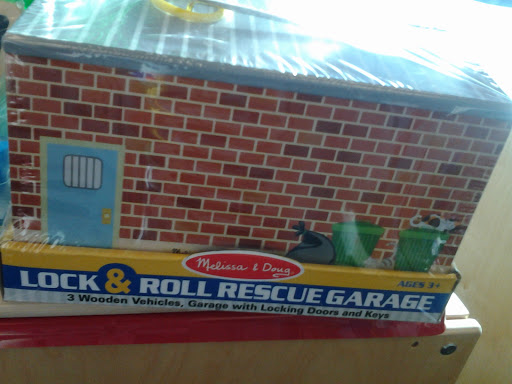 Melissa & Doug
AGES 3+
LOCK & ROLL RESCUE GARAGE
3 Wooden Vehicles, Garage with Locking Doors and Keys